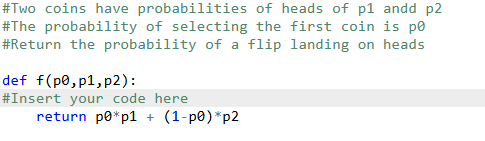 #Two coins have probabilities of heads of p1 andd p2
#The probability of selecting the first coin is p0
#Return the probability of a flip landing on heads
def f(p0,p1,p2):
#Insert your code here
    return p0*p1 + (1-p0)*p2